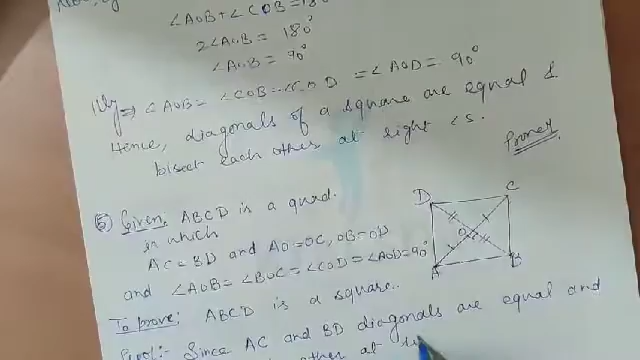 ∠AOB + ∠COB = 180°
2∠AOB = 180°
∠AOB = 90°
llly ⇒ ∠AOB = ∠COB = ∠COD = ∠AOD = 90°
Hence, diagonals of a square are equal &
bisect each other at right ∠s.
Proved
⑤ Given, ABCD is a quad.
in which
AC = BD and AO = OC, OB = OD
and ∠AOB = ∠BOC = ∠COD = ∠AOD = 90°
D C
O
A B
To prove: ABCD is a square.
Proof:- Since AC and BD diagonals are equal and
other at